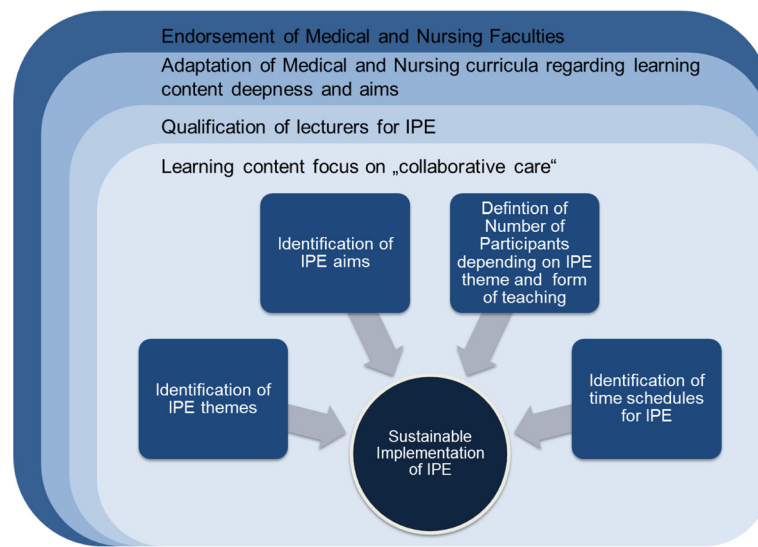 Endorsement of Medical and Nursing Faculties
Adaptation of Medical and Nursing curricula regarding learning
content deepness and aims
Qualification of lecturers for IPE
Learning content focus on „collaborative care“
Identification of
IPE aims
Defintion of
Number of
Participants
depending on IPE
theme and form
of teaching
Identification of
IPE themes
Identification of
time schedules
for IPE
Sustainable
Implementation
of IPE